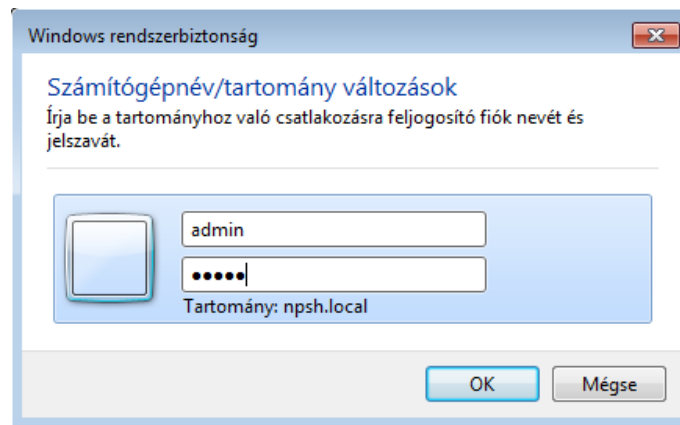 Windows rendszerbiztonság
Számítógépnév/tartomány változások
Írja be a tartományhoz való csatlakozásra feljogosító fiók nevét és
jelszavát.
admin
●●●●●
Tartomány: npsh.local
OK
Mégse